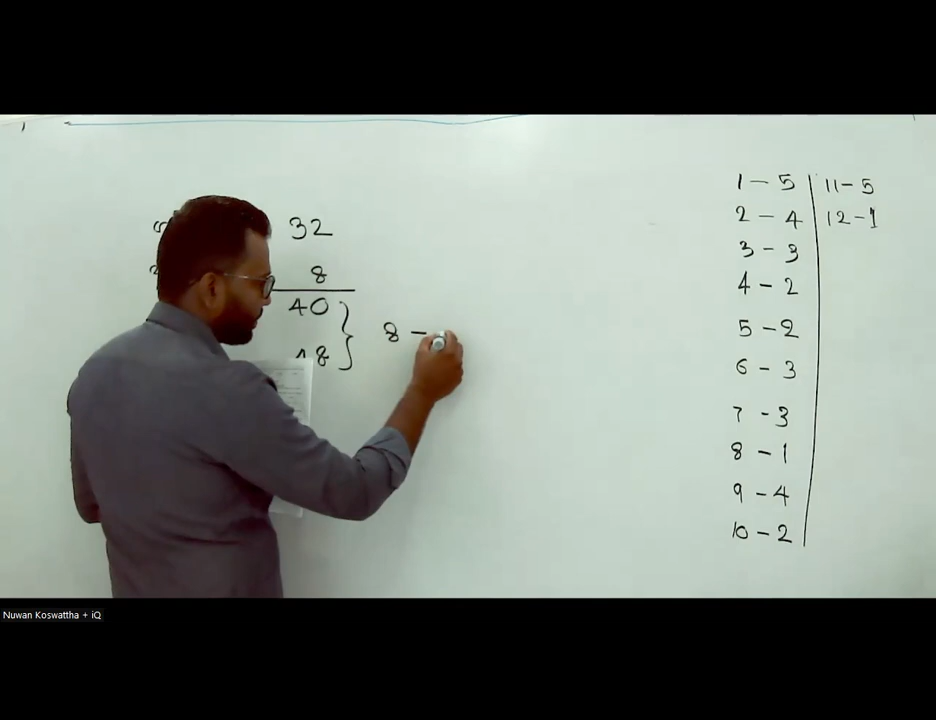 32
8
40
48
8 -
1 - 5
2 - 4
3 - 3
4 - 2
5 - 2
6 - 3
7 - 3
8 - 1
9 - 4
10 - 2
11 - 5
12 - 1
Nuwan Koswattha + iQ